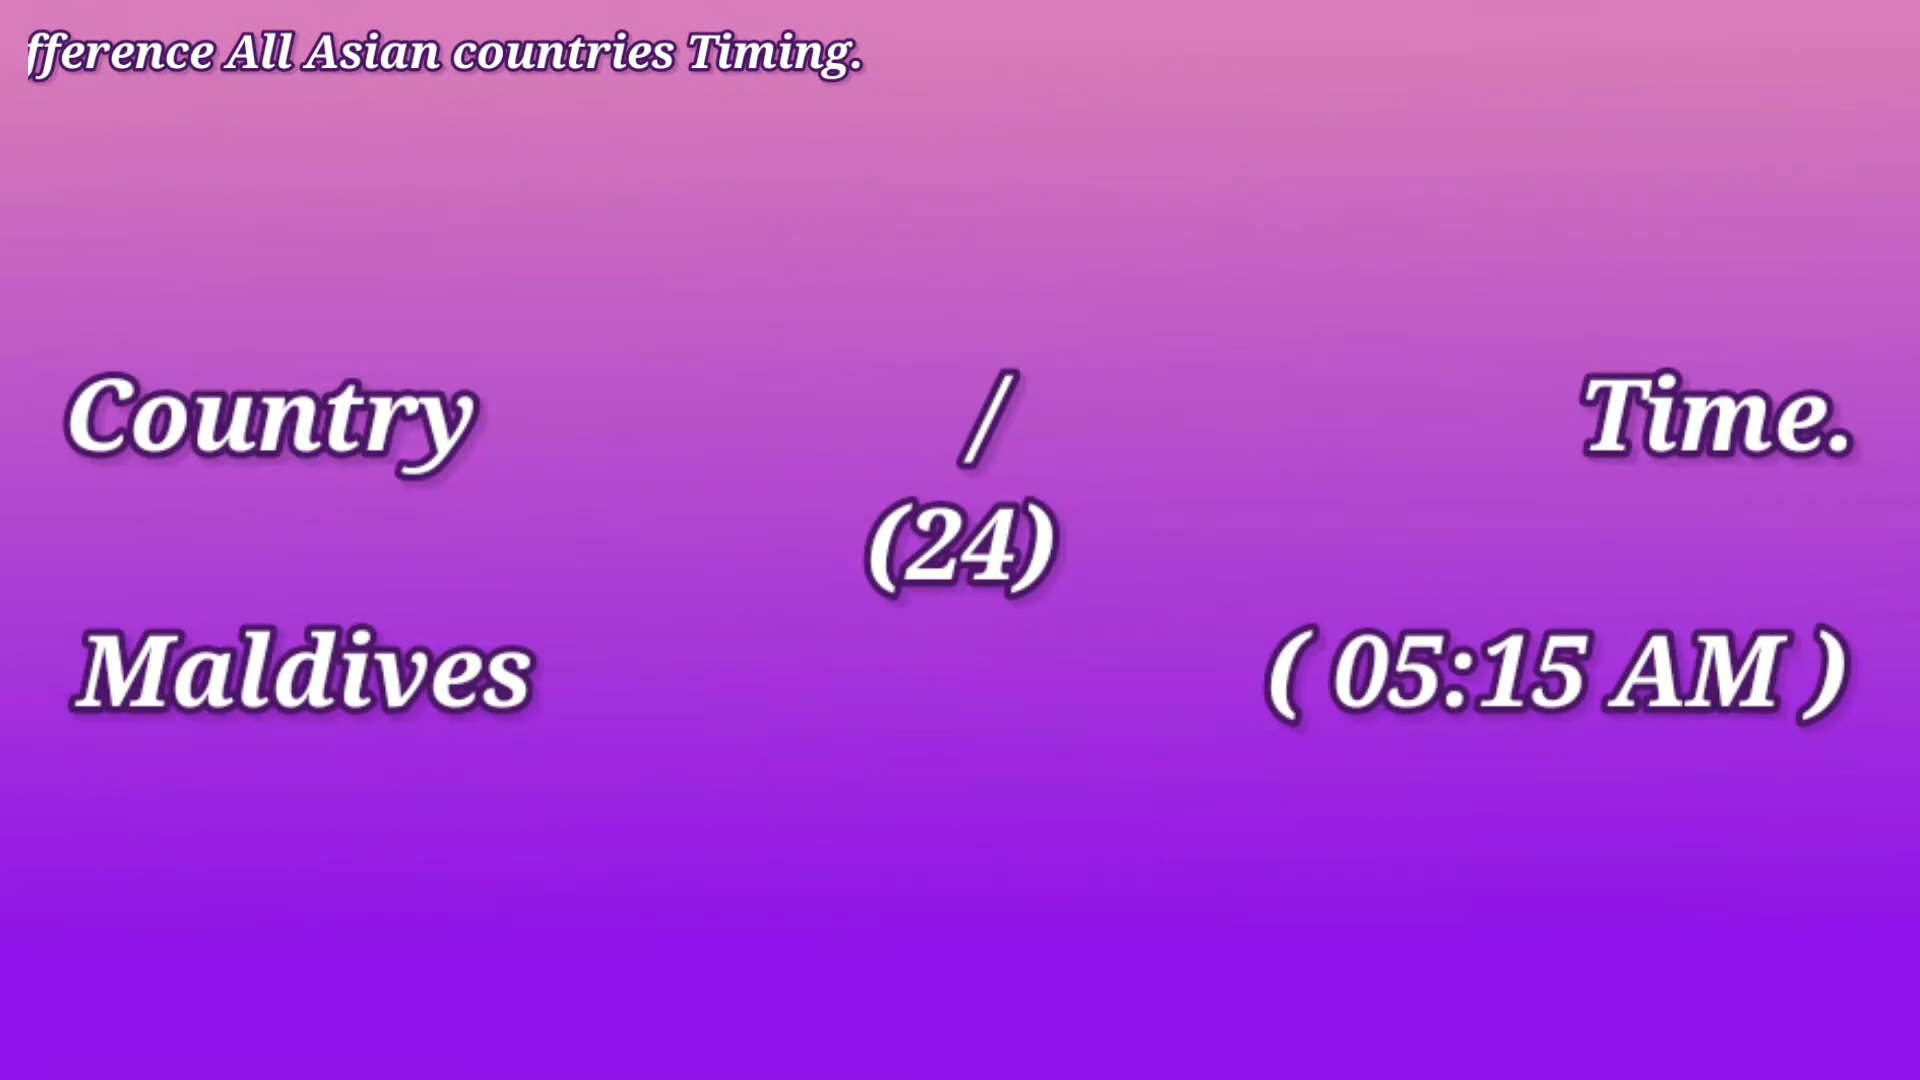 fference All Asian countries Timing.
Country / Time.
(24)
Maldives ( 05:15 AM )